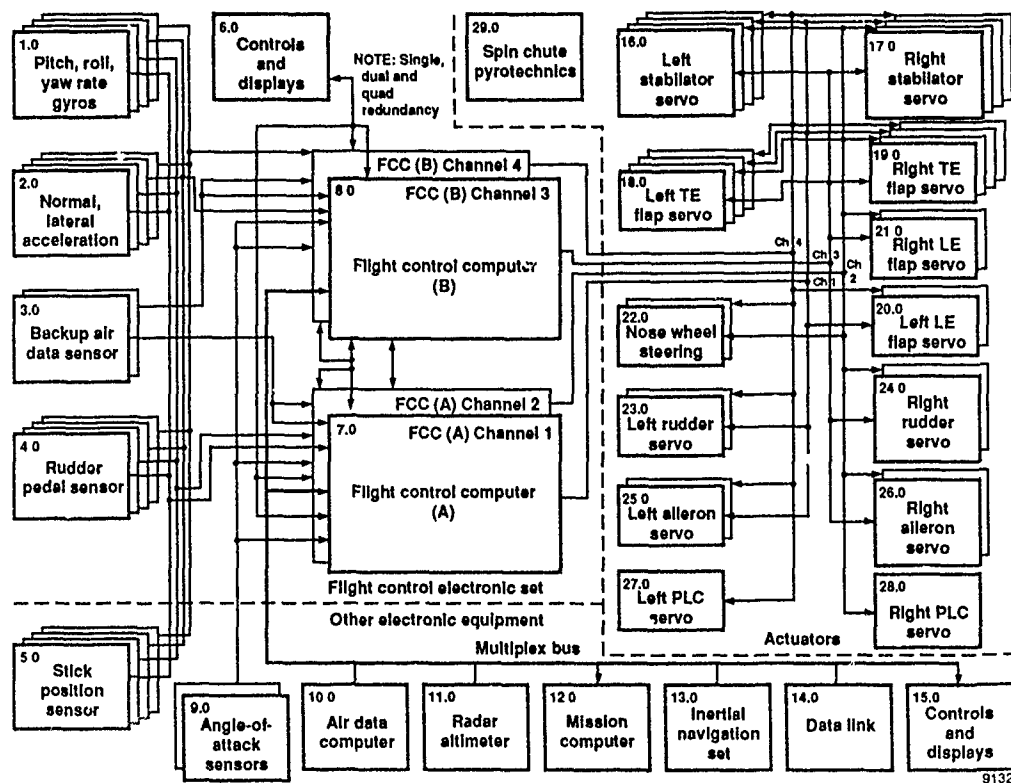 1.0
Pitch, roll,
yaw rate
gyros
6.0
Controls
and
displays
NOTE: Single,
dual and
quad
redundancy
29.0
Spin chute
pyrotechnics
16.0
Left
stabilator
servo
17 0
Right
stabilator
servo
2.0
Normal,
lateral
acceleration
FCC (B) Channel 4
8 0
FCC (B) Channel 3
Flight control computer
(B)
18.0
Left TE
flap servo
19 0
Right TE
flap servo
21 0
Right LE
flap servo
Ch 4
Ch 3
Ch 2
Ch 1
3.0
Backup air
data sensor
22.0
Nose wheel
steering
20.0
Left LE
flap servo
FCC (A) Channel 2
7.0
FCC (A) Channel 1
Flight control computer
(A)
4 0
Rudder
pedal sensor
23.0
Left rudder
servo
24 0
Right
rudder
servo
25 0
Left aileron
servo
26.0
Right
aileron
servo
27.0
Left PLC
servo
28.0
Right PLC
servo
Flight control electronic set
Other electronic equipment
Multiplex bus
Actuators
5 0
Stick
position
sensor
9.0
Angle-of-
attack
sensors
10.0
Air data
computer
11.0
Radar
altimeter
12 0
Mission
computer
13.0
Inertial
navigation
set
14.0
Data link
15.0
Controls
and
displays
9132